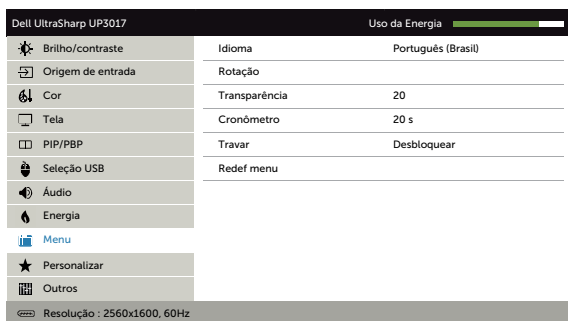 Dell UltraSharp UP3017 Uso da Energia
Brilho/contraste Idioma Português (Brasil)
Origem de entrada Rotação
Cor Transparência 20
Tela Cronômetro 20 s
PIP/PBP Travar Desbloquear
Seleção USB Redef menu
Áudio
Energia
Menu
Personalizar
Outros
Resolução : 2560x1600, 60Hz